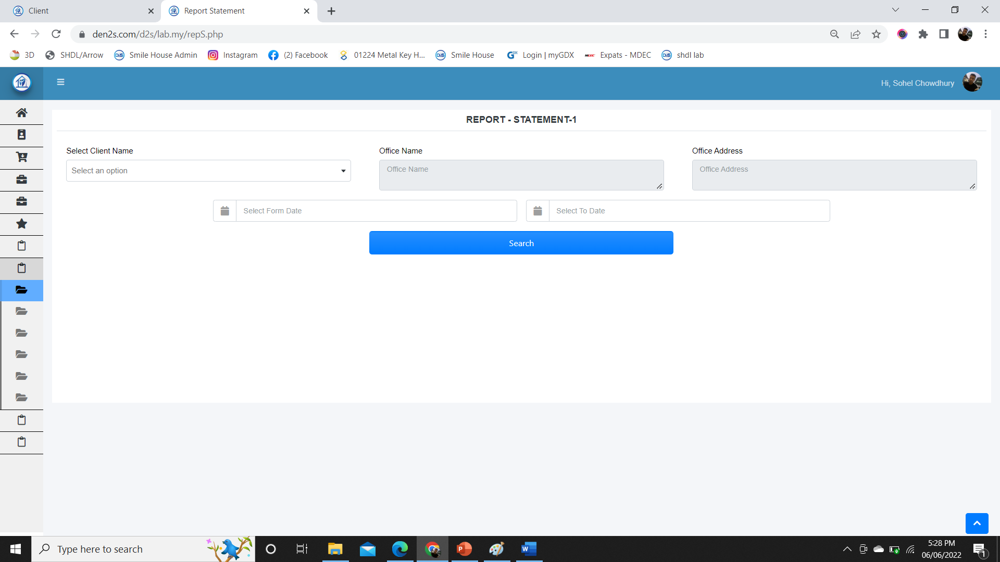 Client
Report Statement
den2s.com/d2s/lab.my/repS.php
3D
SHDL/Arrow
Smile House Admin
Instagram
(2) Facebook
01224 Metal Key H...
Smile House
Login | myGDX
Expats - MDEC
shdl lab
Hi, Sohel Chowdhury
REPORT - STATEMENT-1
Select Client Name
Office Name
Office Address
Select an option
Office Name
Office Address
Select Form Date
Select To Date
Search
Type here to search
5:28 PM
06/06/2022
1